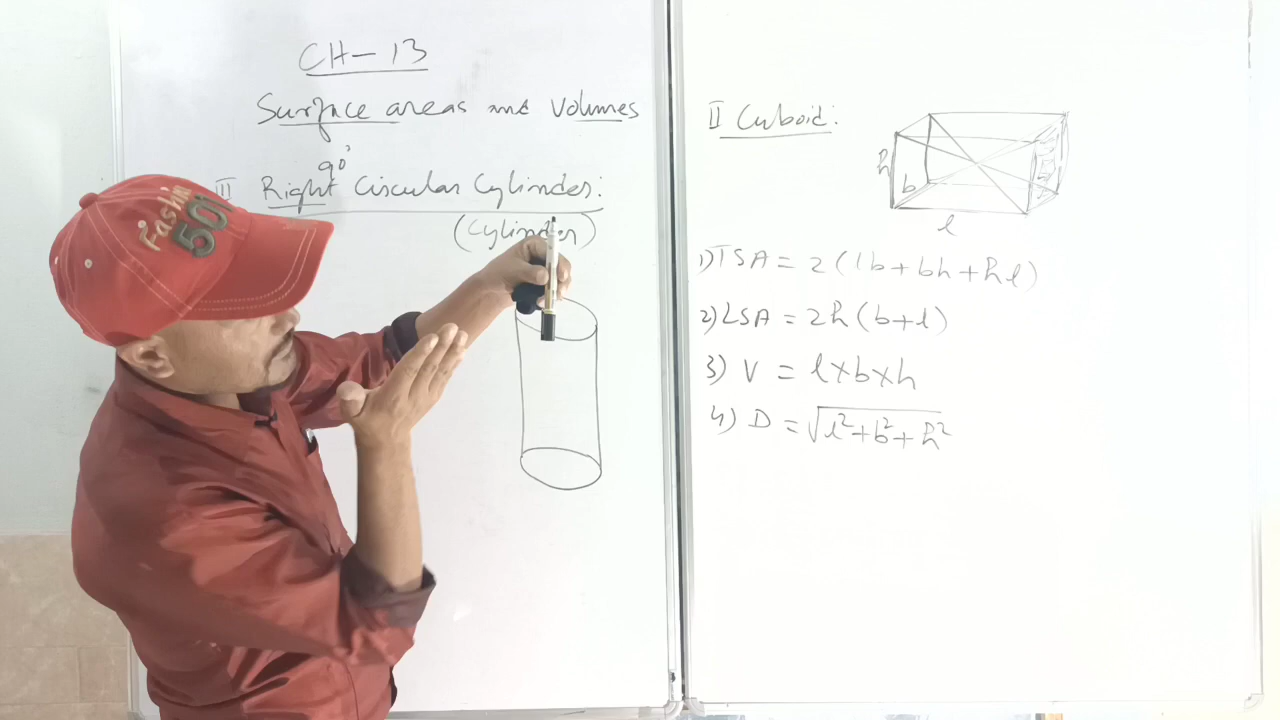 CH-13
Surface areas and Volumes
90°
III Right Circular Cylinder:
(Cylinder)
Fashion
501
II Cuboid:
h
b
l
1) TSA = 2(lb+bh+hl)
2) LSA = 2h(b+l)
3) V = l×b×h
4) D = √l²+b²+h²